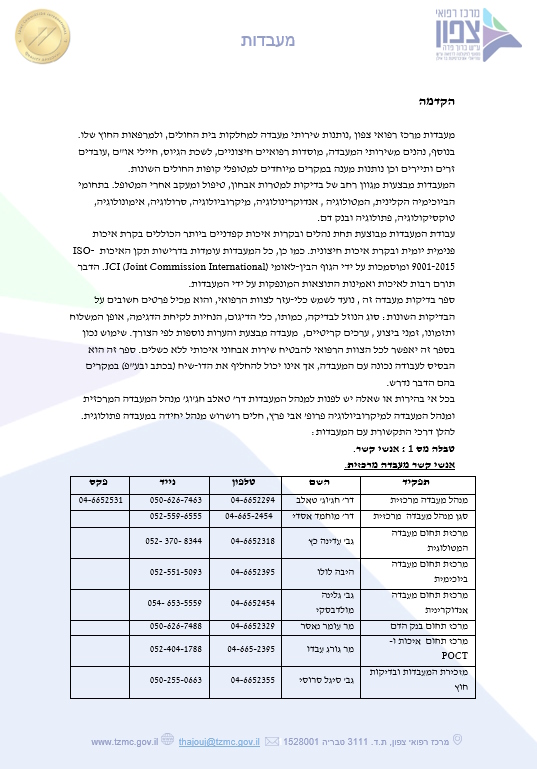 מרכז רפואי
צפון
ע״ש ברוך פדה
מעבדות
הקדמה
מעבדות מרכז רפואי צפון ,נותנות שירותי מעבדה למחלקות בית החולים, ולמרפאות החוץ שלו.
בנוסף, נהנים משירותי המעבדה, מוסדות רפואיים חיצוניים, לשכת הגיוס, חיילי או״ם ,עובדים
זרים ותיירים וכן נותנות מענה במקרים מיוחדים למטופלי קופות החולים השונות.
המעבדות מבצעות מגוון רחב של בדיקות למטרות אבחון, טיפול ומעקב אחרי המטופל. בתחומי
הביוכימיה הקלינית, המטולוגיה , אנדוקרינולוגיה, מיקרוביולוגיה, סרולוגיה, אימונולוגיה,
טוקסיקולוגיה, פתולוגיה ובנק דם.
עבודת המעבדות מבוצעת תחת נהלים ובקרות איכות קפדניים ביותר הכוללים בקרת איכות
פנימית יומית ובקרת איכות חיצונית. כמו כן, כל המעבדות עומדות בדרישות תקן האיכות ISO-
9001-2015 ומוסמכות על ידי הגוף הבין-לאומי JCI (Joint Commission International). הדבר
תורם רבות לאיכות ואמינות התוצאות המונפקות על ידי המעבדות.
ספר בדיקות מעבדה זה , נועד לשמש כלי-עזר לצוות הרפואי, והוא מכיל פרטים חשובים על
הבדיקות השונות: סוג הנוזל לבדיקה, כמותו, כלי הדיגום, הנחיות לקיחת הדגימה, אופן המשלוח
ותזמונו, זמני ביצוע , ערכים קריטיים, מעבדה מבצעת והערות נוספות לפי הצורך. שימוש נכון
בספר זה יאפשר לכל הצוות הרפואי להבטיח שירות אבחוני איכותי ללא כשלים. ספר זה הוא
הבסיס לעבודה נכונה עם המעבדה, אך אינו יכול להחליף את הדו-שיח (בכתב ובע״פ) במקרים
בהם הדבר נדרש.
בכל אי בהירות או שאלה יש לפנות למנהל המעבדות דר׳ טאלב חג׳וג׳ מנהל המעבדה המרכזית
ומנהל המעבדה למיקרוביולוגיה פרופ׳ אבי פרץ, חלים רושרוש מנהל יחידה במעבדה פתולוגית.
להלן דרכי התקשורת עם המעבדות:
טבלה מס 1 : אנשי קשר.
אנשי קשר מעבדה מרכזית.
תפקיד השם טלפון נייד פקס
מנהל מעבדה מרכזית דר׳ חג׳וג׳ טאלב 04-6652294 050-626-7463 04-6652531
סגן מנהל מעבדה מרכזית דר׳ מוחמד אסדי 04-665-2454 052-559-6555
מרכזת תחום מעבדה
המטולוגית גב׳ עדינה כץ 04-6652318 052- 370- 8344
מרכזת תחום מעבדה
ביוכימית היבה לולו 04-6652395 052-551-5093
מרכזת תחום מעבדה
אנדוקרינית גב׳ גלינה
מולדבסקי 04-6652454 054- 653-5559
מרכז תחום בנק הדם מר עומר נאסר 04-6652329 050-626-7488
מרכז תחום איכות ו-
POCT מר גורג עבדו 04-665-2395 052-404-1788
מזכירת המעבדות ובדיקות
חוץ גב׳ סיגל סרוסי 04-6652355 050-255-0663
מרכז רפואי צפון, ת.ד. 3111 טבריה 1528001 thajouj@tzmc.gov.il www.tzmc.gov.il